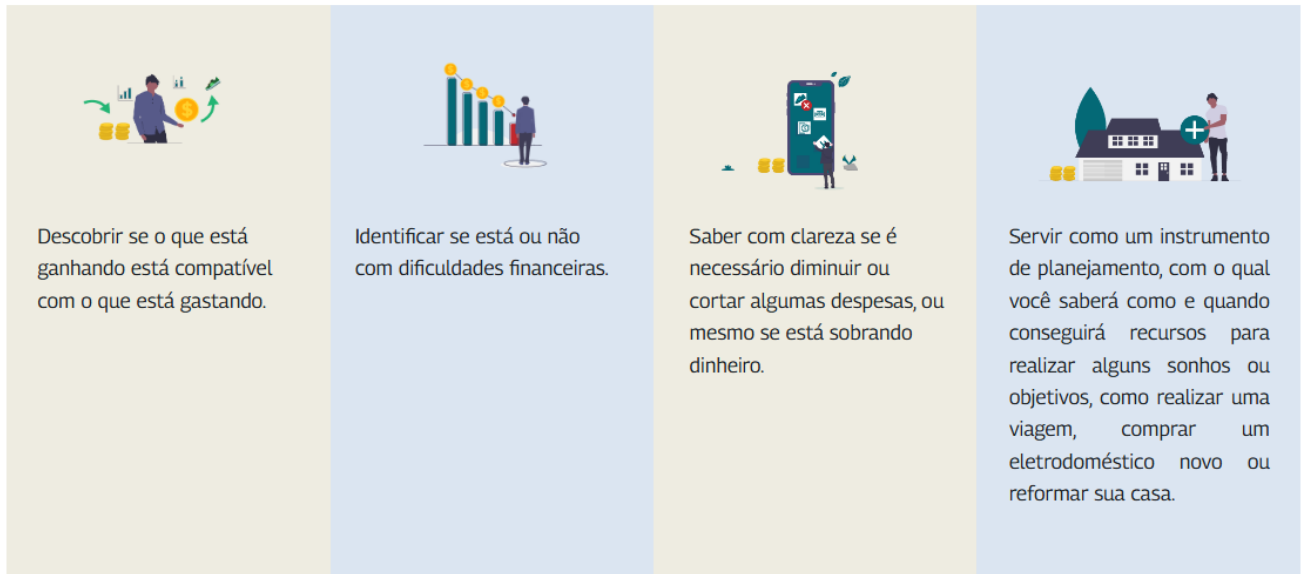 Descobrir se o que está
ganhando está compatível
com o que está gastando.
Identificar se está ou não
com dificuldades financeiras.
Saber com clareza se é
necessário diminuir ou
cortar algumas despesas, ou
mesmo se está sobrando
dinheiro.
Servir como um instrumento
de planejamento, com o qual
você saberá como e quando
conseguirá recursos para
realizar alguns sonhos ou
objetivos, como realizar uma
viagem, comprar um
eletrodoméstico novo ou
reformar sua casa.